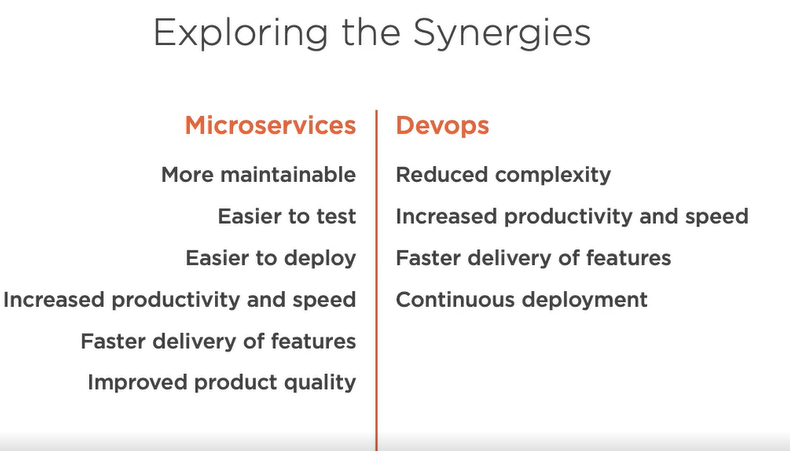 Exploring the Synergies
Microservices
More maintainable
Easier to test
Easier to deploy
Increased productivity and speed
Faster delivery of features
Improved product quality
Devops
Reduced complexity
Increased productivity and speed
Faster delivery of features
Continuous deployment